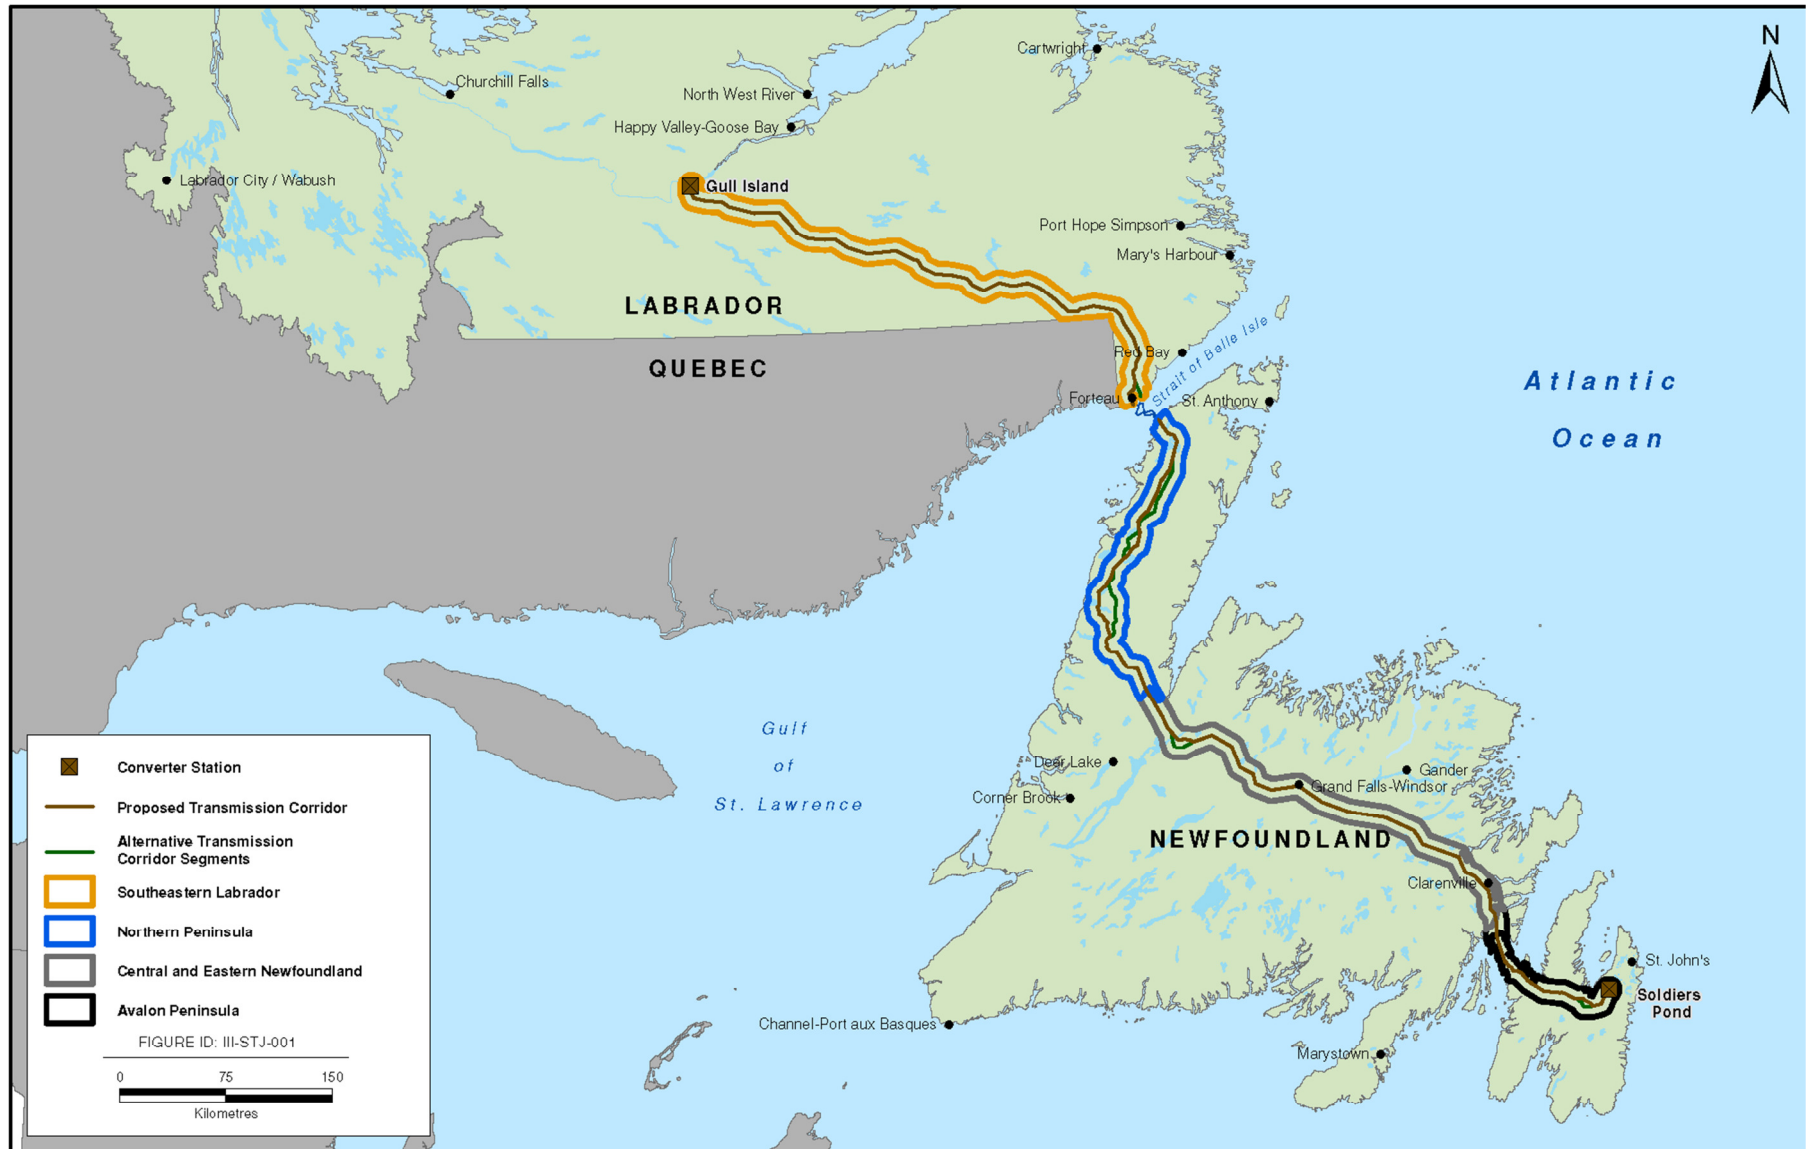 N
Cartwright
Churchill Falls
North West River
Happy Valley-Goose Bay
Labrador City / Wabush
Gull Island
Port Hope Simpson
Mary's Harbour
LABRADOR
QUEBEC
Red Bay
Strait of Belle Isle
Forteau
St. Anthony
Atlantic
Ocean
Gulf
of
St. Lawrence
Deer Lake
Gander
Grand Falls-Windsor
Corner Brook
NEWFOUNDLAND
Clarenville
St. John's
Soldiers
Pond
Channel-Port aux Basques
Marystown
Converter Station
Proposed Transmission Corridor
Alternative Transmission
Corridor Segments
Southeastern Labrador
Northern Peninsula
Central and Eastern Newfoundland
Avalon Peninsula
FIGURE ID: III-STJ-001
0 75 150
Kilometres